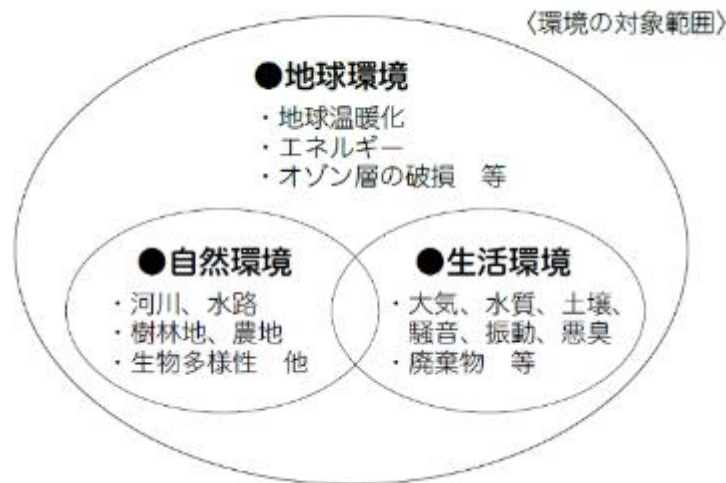 〈環境の対象範囲〉
●地球環境
・地球温暖化
・エネルギー
・オゾン層の破損 等
●自然環境
・河川、水路
・樹林地、農地
・生物多様性 他
●生活環境
・大気、水質、土壌、
騒音、振動、悪臭
・廃棄物 等